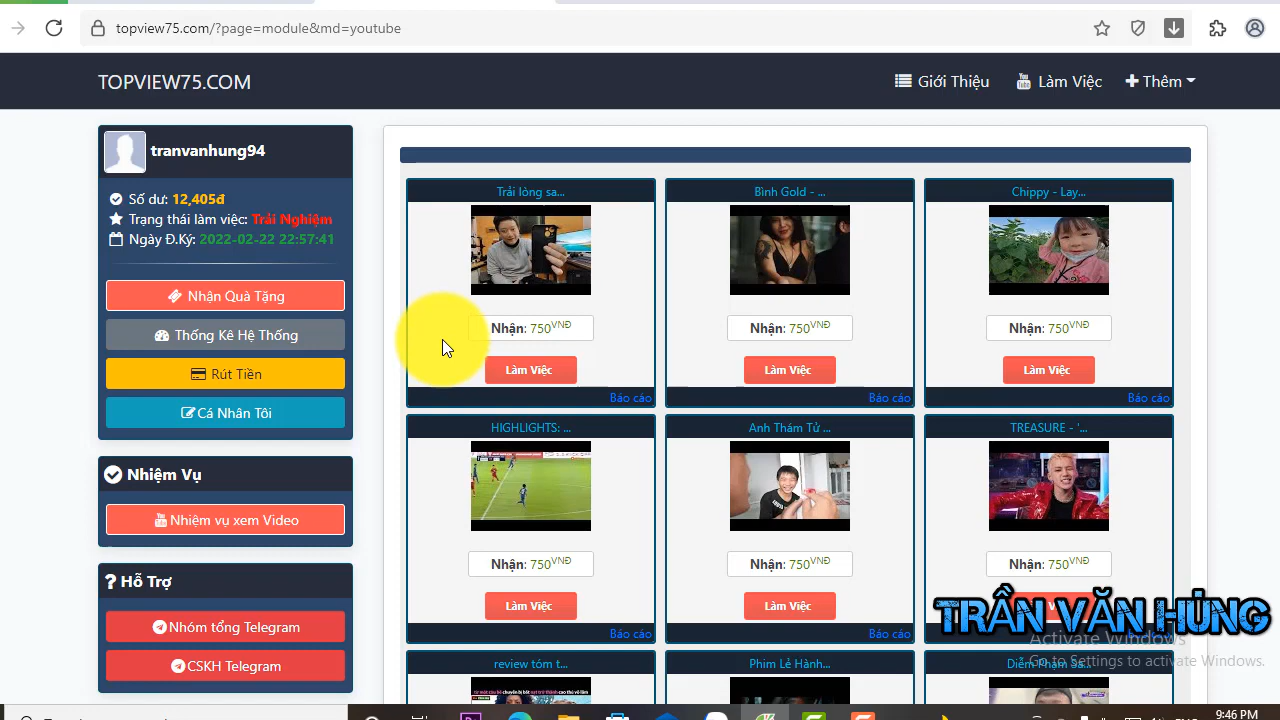 topview75.com/?page=module&md=youtube
TOPVIEW75.COM
Giới Thiệu
Làm Việc
Thêm
tranvanhung94
Số dư: 12,405đ
Trạng thái làm việc: Trải Nghiệm
Ngày Đ.Ký: 2022-02-22 22:57:41
Nhận Quà Tặng
Thống Kê Hệ Thống
Rút Tiền
Cá Nhân Tôi
Nhiệm Vụ
Nhiệm vụ xem Video
Hỗ Trợ
Nhóm tổng Telegram
CSKH Telegram
Trải lòng sa...
Nhận: 750VNĐ
Làm Việc
Báo cáo
Bình Gold - ...
Nhận: 750VNĐ
Làm Việc
Báo cáo
Chippy - Lay...
Nhận: 750VNĐ
Làm Việc
Báo cáo
HIGHLIGHTS: ...
Nhận: 750VNĐ
Làm Việc
Báo cáo
Anh Thám Tử ...
Nhận: 750VNĐ
Làm Việc
Báo cáo
TREASURE - '...
Nhận: 750VNĐ
TRẦN VĂN HÙNG
Activate Windows
Go to Settings to activate Windows.
review tóm t...
Phim Lẻ Hành...
9:46 PM